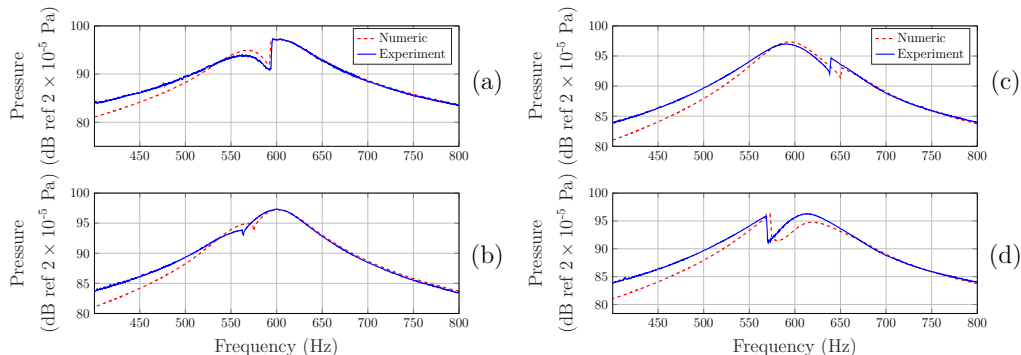 Pressure
(dB ref 2 × 10⁻⁵ Pa)
100
90
80
450 500 550 600 650 700 750 800
Numeric
Experiment
(a)
Pressure
(dB ref 2 × 10⁻⁵ Pa)
100
95
90
85
80
450 500 550 600 650 700 750 800
Frequency (Hz)
(b)
Pressure
(dB ref 2 × 10⁻⁵ Pa)
100
95
90
85
80
450 500 550 600 650 700 750 800
Numeric
Experiment
(c)
Pressure
(dB ref 2 × 10⁻⁵ Pa)
100
95
90
85
80
450 500 550 600 650 700 750 800
Frequency (Hz)
(d)